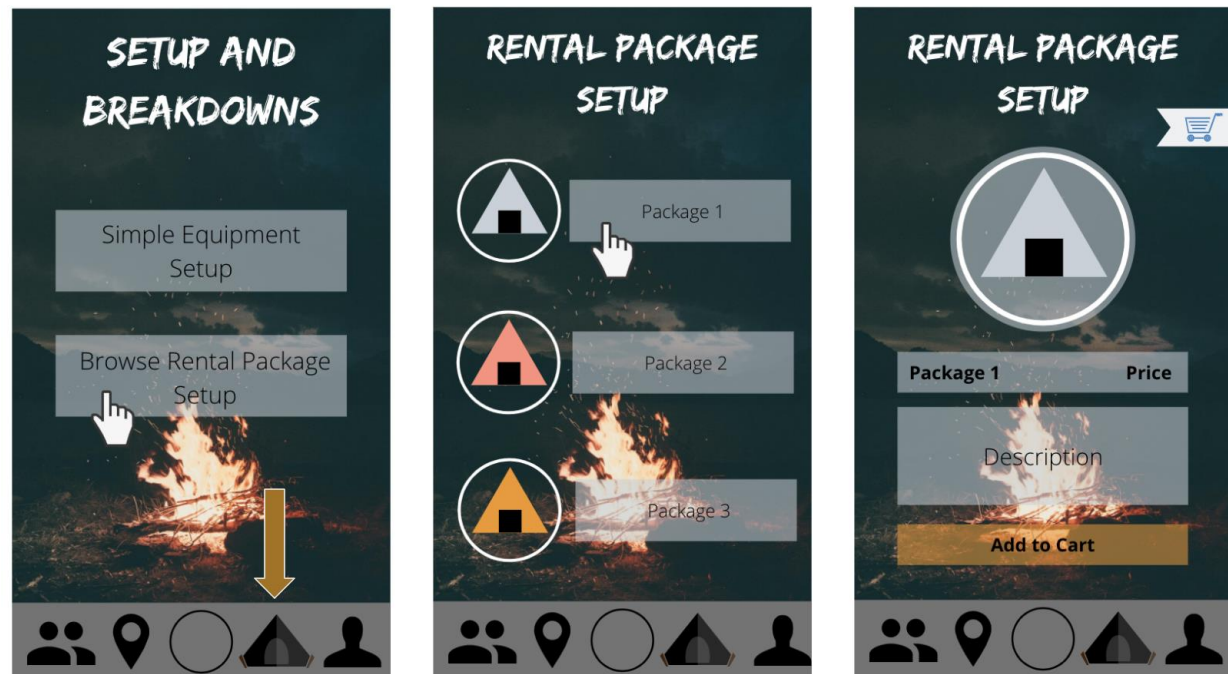 SETUP AND
BREAKDOWNS
Simple Equipment
Setup
Browse Rental Package
Setup
RENTAL PACKAGE
SETUP
Package 1
Package 2
Package 3
RENTAL PACKAGE
SETUP
Package 1 Price
Description
Add to Cart